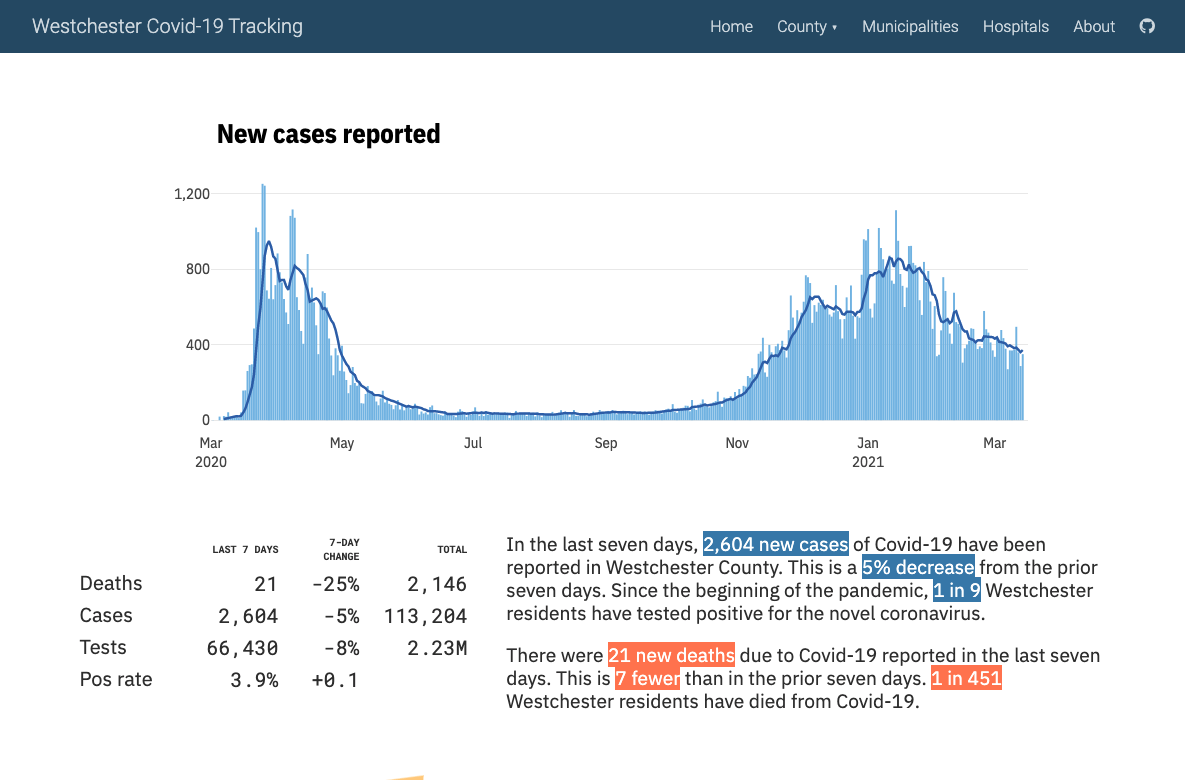 Westchester Covid-19 Tracking
Home County ▾ Municipalities Hospitals About
New cases reported
1,200
800
400
0
Mar May Jul Sep Nov Jan Mar
2020 2021
LAST 7 DAYS 7-DAY CHANGE TOTAL
Deaths 21 -25% 2,146
Cases 2,604 -5% 113,204
Tests 66,430 -8% 2.23M
Pos rate 3.9% +0.1
In the last seven days, 2,604 new cases of Covid-19 have been
reported in Westchester County. This is a 5% decrease from the prior
seven days. Since the beginning of the pandemic, 1 in 9 Westchester
residents have tested positive for the novel coronavirus.
There were 21 new deaths due to Covid-19 reported in the last seven
days. This is 7 fewer than in the prior seven days. 1 in 451
Westchester residents have died from Covid-19.